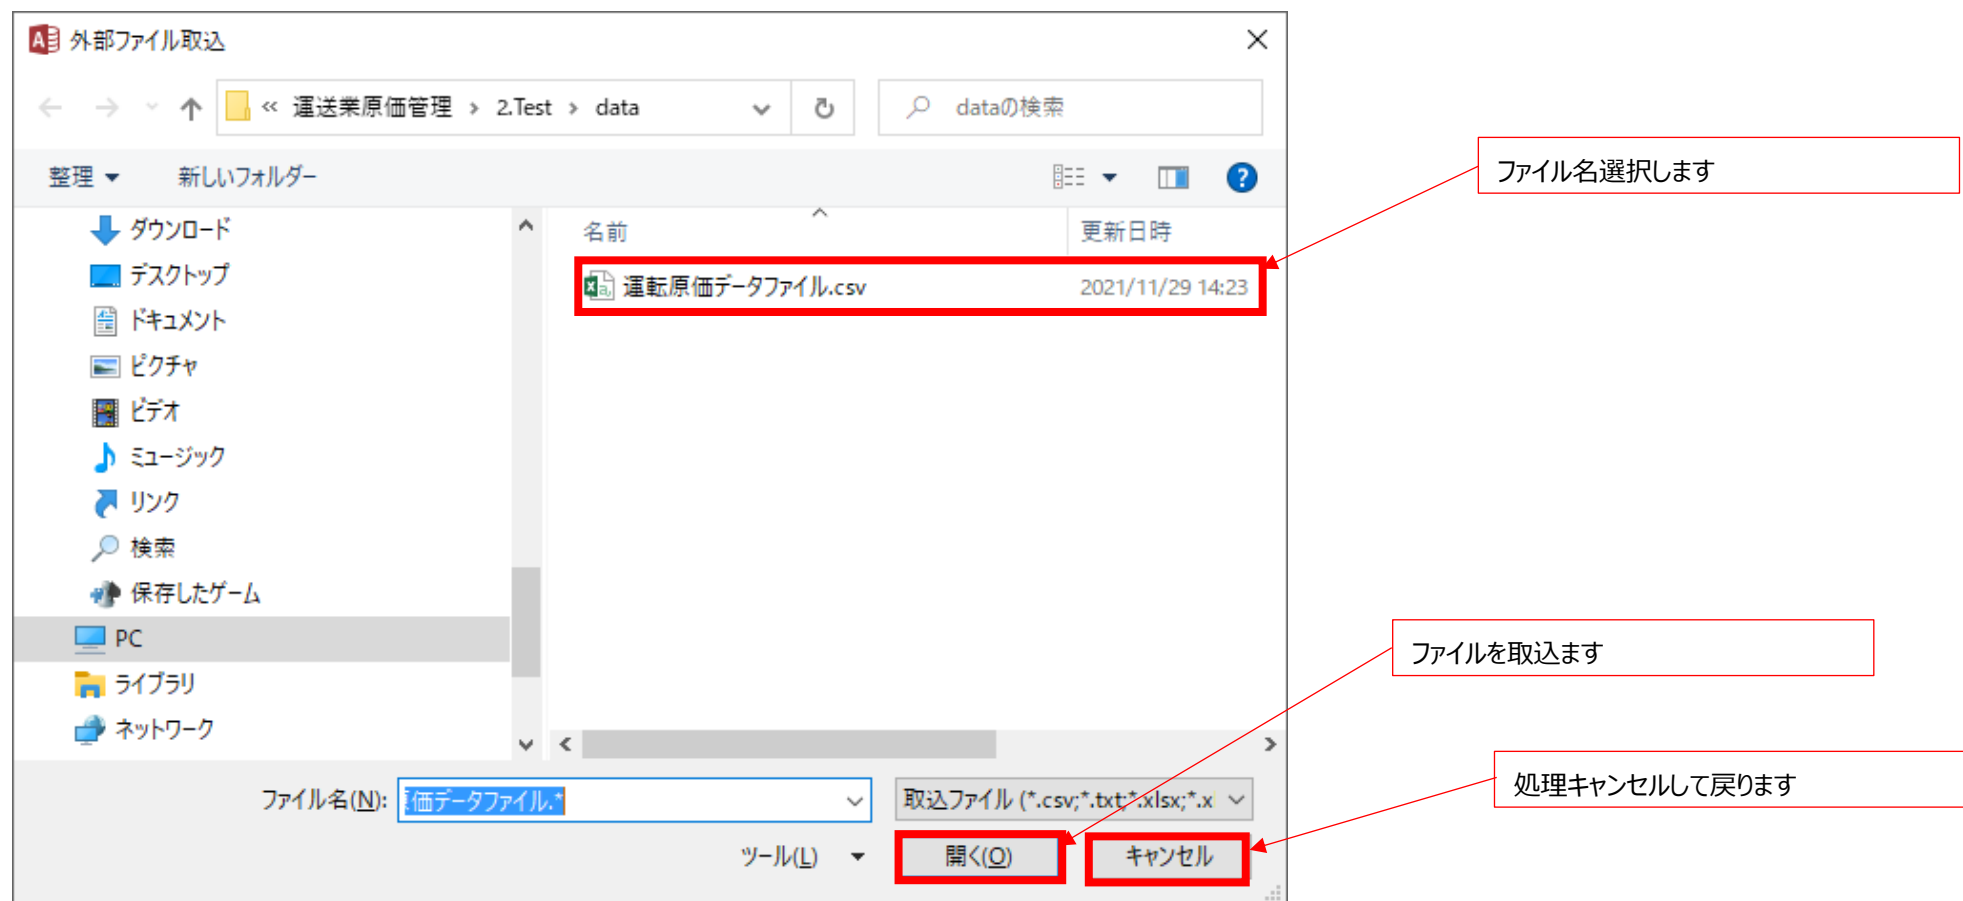 外部ファイル取込
« 運送業原価管理 › 2.Test › data
dataの検索
整理
新しいフォルダー
ファイル名選択します
ダウンロード
名前
更新日時
デスクトップ
運転原価データファイル.csv
2021/11/29 14:23
ドキュメント
ピクチャ
ビデオ
ミュージック
リンク
検索
保存したゲーム
PC
ファイルを取込ます
ライブラリ
ネットワーク
処理キャンセルして戻ります
ファイル名(N):
価データファイル.*
取込ファイル (*.csv;*.txt;*.xlsx;*.x
ツール(L)
開く(O)
キャンセル